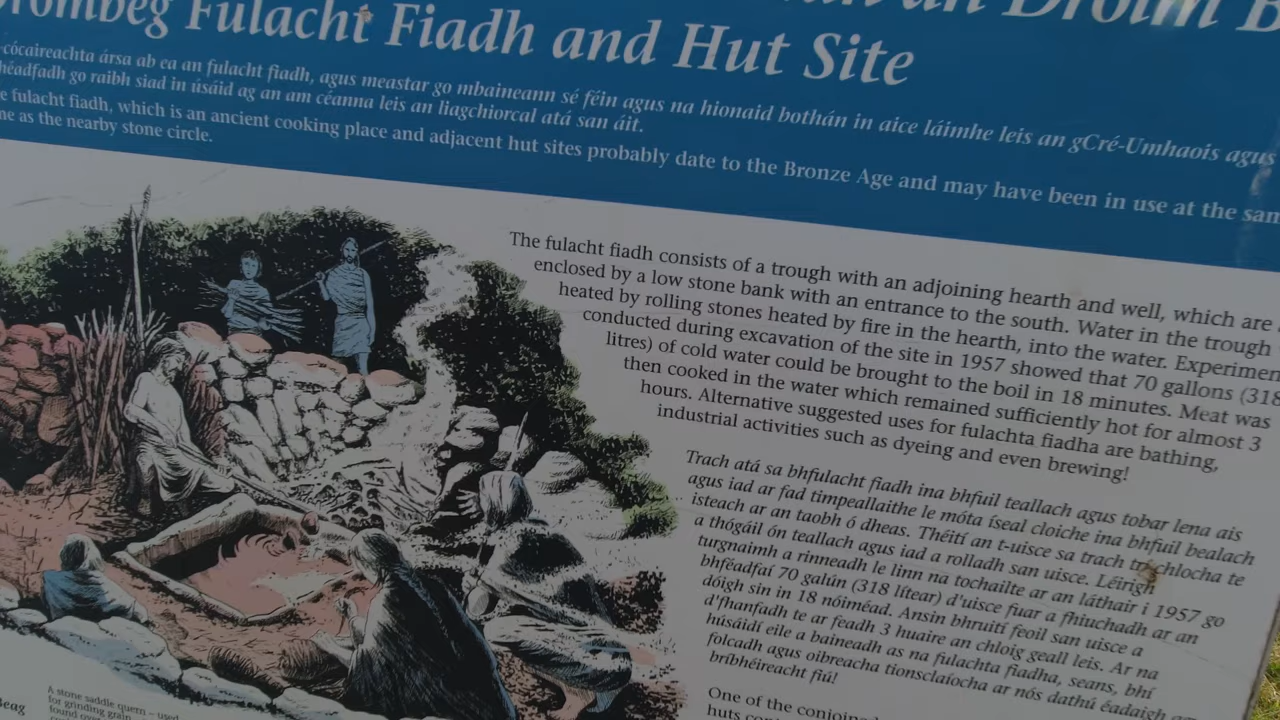 an Droim B
Drombeg Fulacht Fiadh and Hut Site
cócaireachta ársa ab ea an fulacht fiadh, agus meastar go mbaineann sé féin agus na hionaid bothán in aice láimhe leis an gCré-Umhaois agus
héadfadh go raibh siad in úsáid ag an am céanna leis an liagchiorcal atá san áit.
e fulacht fiadh, which is an ancient cooking place and adjacent hut sites probably date to the Bronze Age and may have been in use at the sam
me as the nearby stone circle.
The fulacht fiadh consists of a trough with an adjoining hearth and well, which are
enclosed by a low stone bank with an entrance to the south. Water in the trough
heated by rolling stones heated by fire in the hearth, into the water. Experimen
conducted during excavation of the site in 1957 showed that 70 gallons (318
litres) of cold water could be brought to the boil in 18 minutes. Meat was
then cooked in the water which remained sufficiently hot for almost 3
hours. Alternative suggested uses for fulachta fiadha are bathing,
industrial activities such as dyeing and even brewing!
Trach atá sa bhfulacht fiadh ina bhfuil teallach agus tobar lena ais
agus iad ar fad timpeallaithe le móta íseal cloiche ina bhfuil bealach
isteach ar an taobh ó dheas. Théití an t-uisce sa trach trí chlocha te
a thógáil ón teallach agus iad a rolladh san uisce. Léirigh
turgnaimh a rinneadh le linn na tochailte ar an láthair i 1957 go
bhféadfaí 70 galún (318 lítear) d'uisce fuar a fhiuchadh ar an
dóigh sin in 18 nóiméad. Ansin bhruití feoil san uisce a
d'fhanfadh te ar feadh 3 huaire an chloig geall leis. Ar na
húsáidí eile a baineadh as na fulachta fiadha, seans, bhí
folcadh agus oibreacha tionsclaíocha ar nós dathú éadaigh
bríbhéireacht fiú!
One of the conjoined
huts
Beag
A stone saddle quern – used
for grinding grain
found